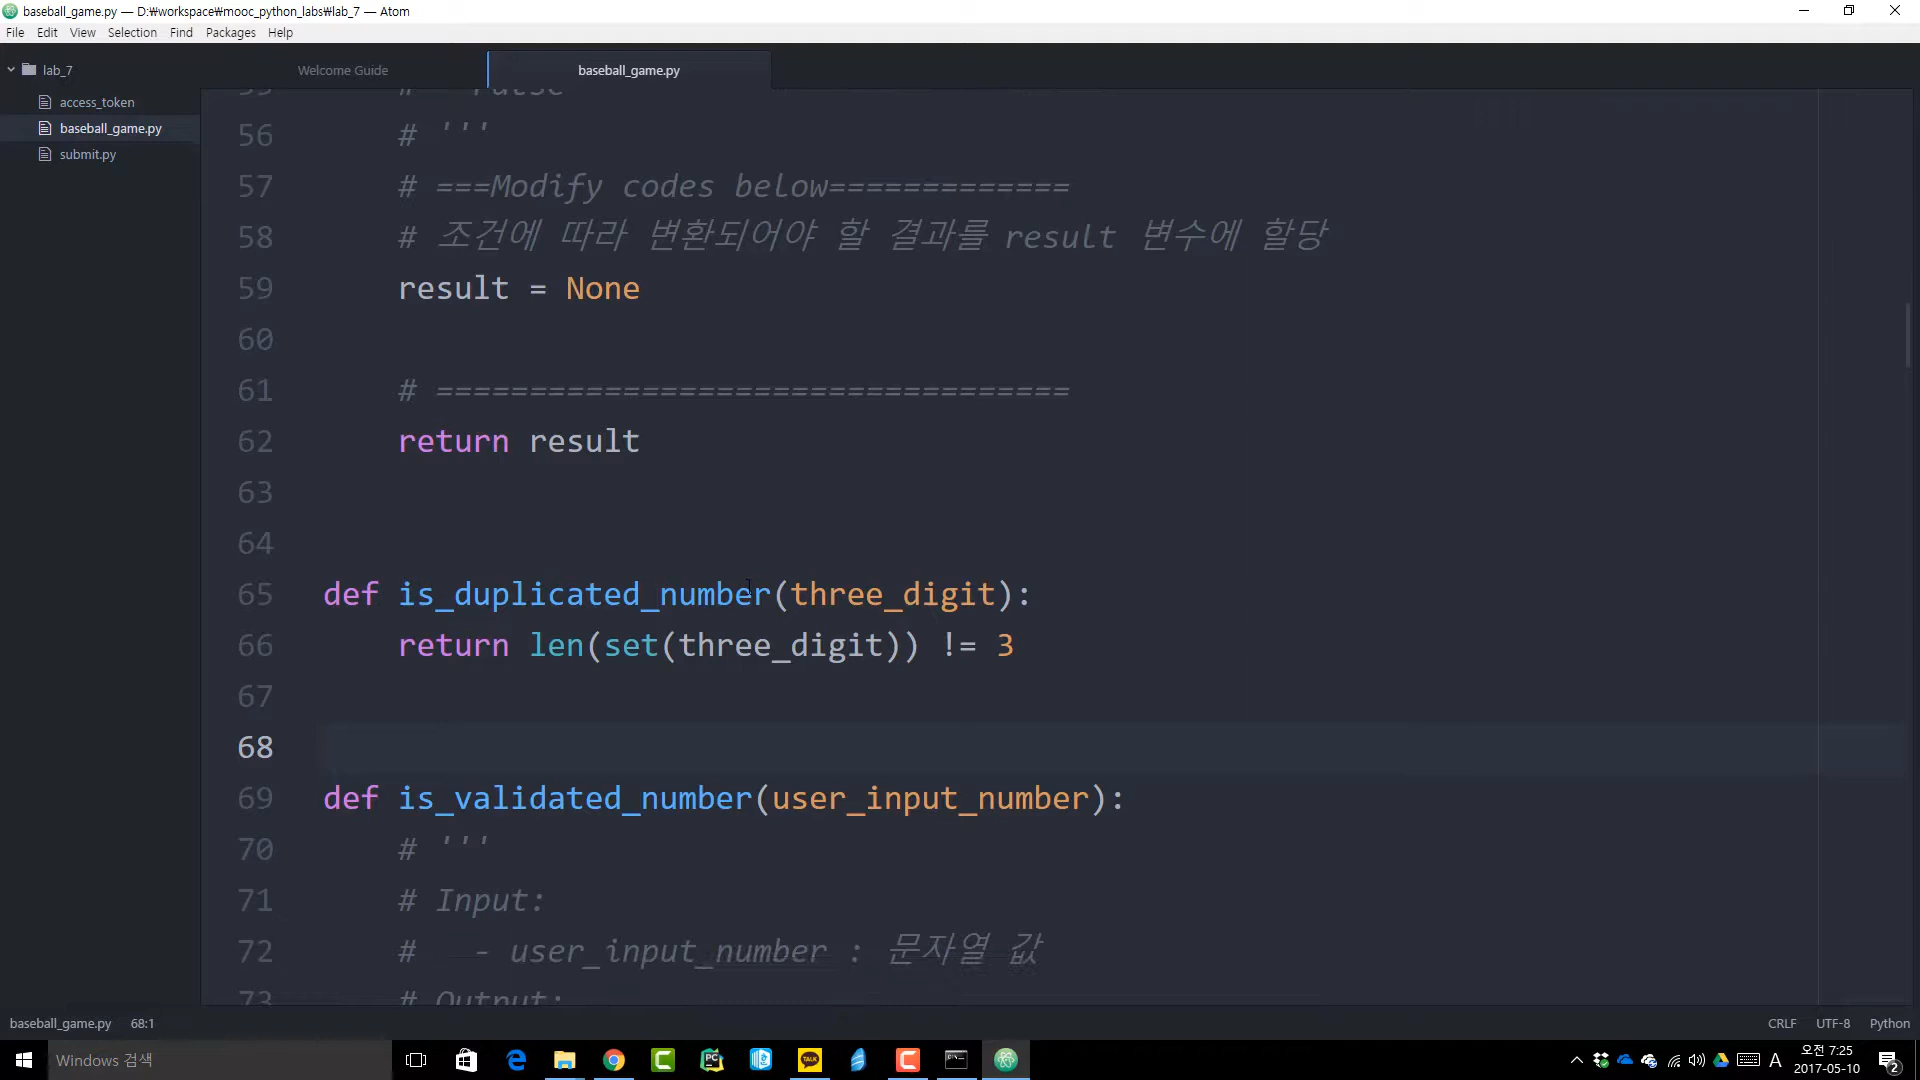 baseball_game.py — D:₩workspace₩mooc_python_labs₩lab_7 — Atom
File Edit View Selection Find Packages Help
lab_7
access_token
baseball_game.py
submit.py
Welcome Guide
baseball_game.py
56 # '''
57 # ===Modify codes below=============
58 # 조건에 따라 변환되어야 할 결과를 result 변수에 할당
59 result = None
60
61 # ==================================
62 return result
63
64
65 def is_duplicated_number(three_digit):
66 return len(set(three_digit)) != 3
67
68
69 def is_validated_number(user_input_number):
70 # '''
71 # Input:
72 # - user_input_number : 문자열 값
73 # Output:
baseball_game.py 68:1
CRLF UTF-8 Python
Windows 검색
PC
TALK
A
오전 7:25
2017-05-10
2